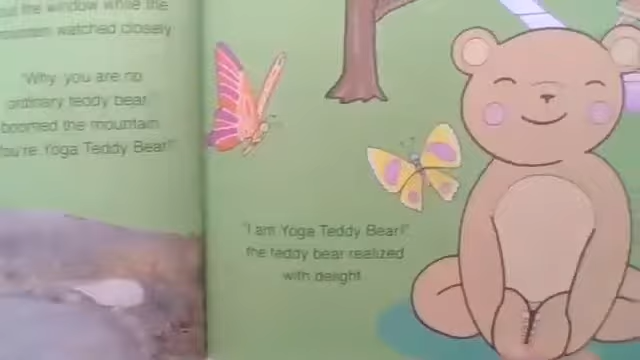 the window while the
mountain watched closely
"Why you are no
ordinary teddy bear,"
boomed the mountain.
You're Yoga Teddy Bear!"
"I am Yoga Teddy Bear!"
the teddy bear realized
with delight.